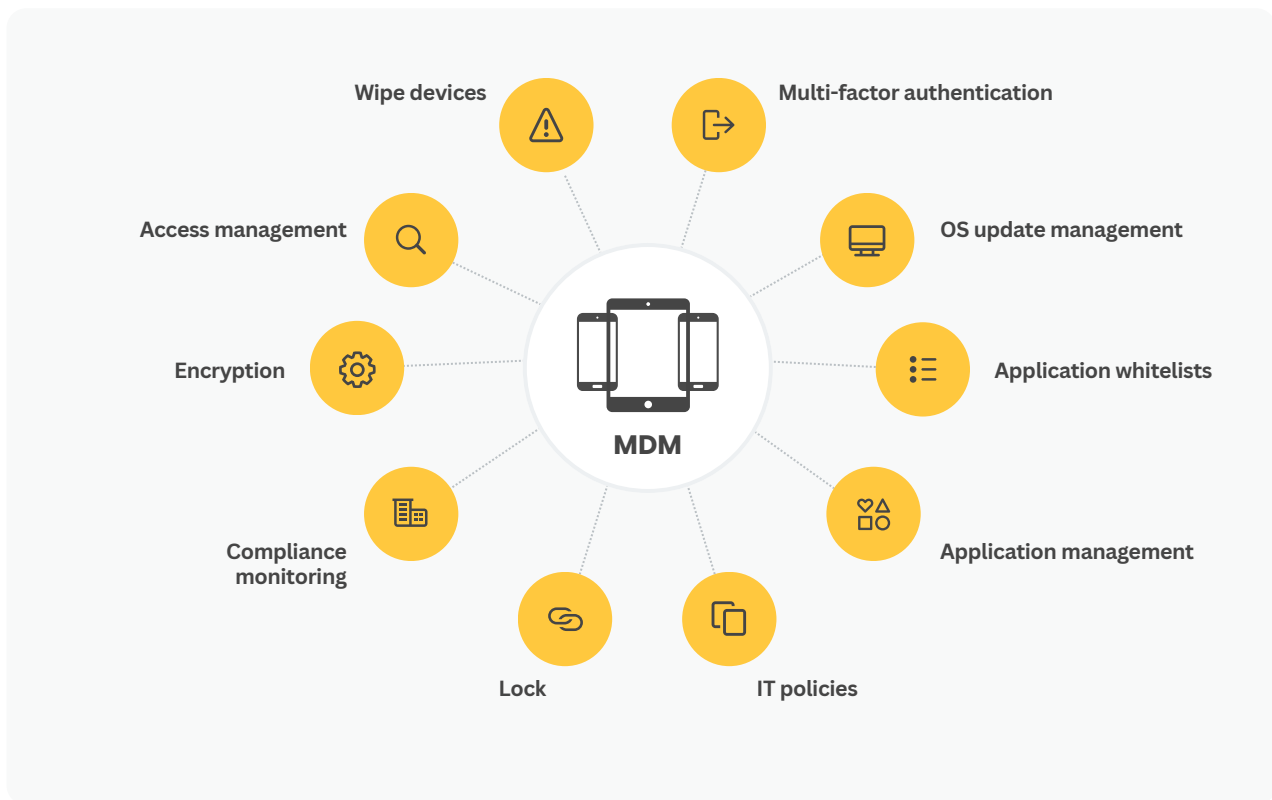 Wipe devices
Multi-factor authentication
Access management
OS update management
Encryption
Application whitelists
MDM
Compliance
monitoring
Application management
Lock
IT policies